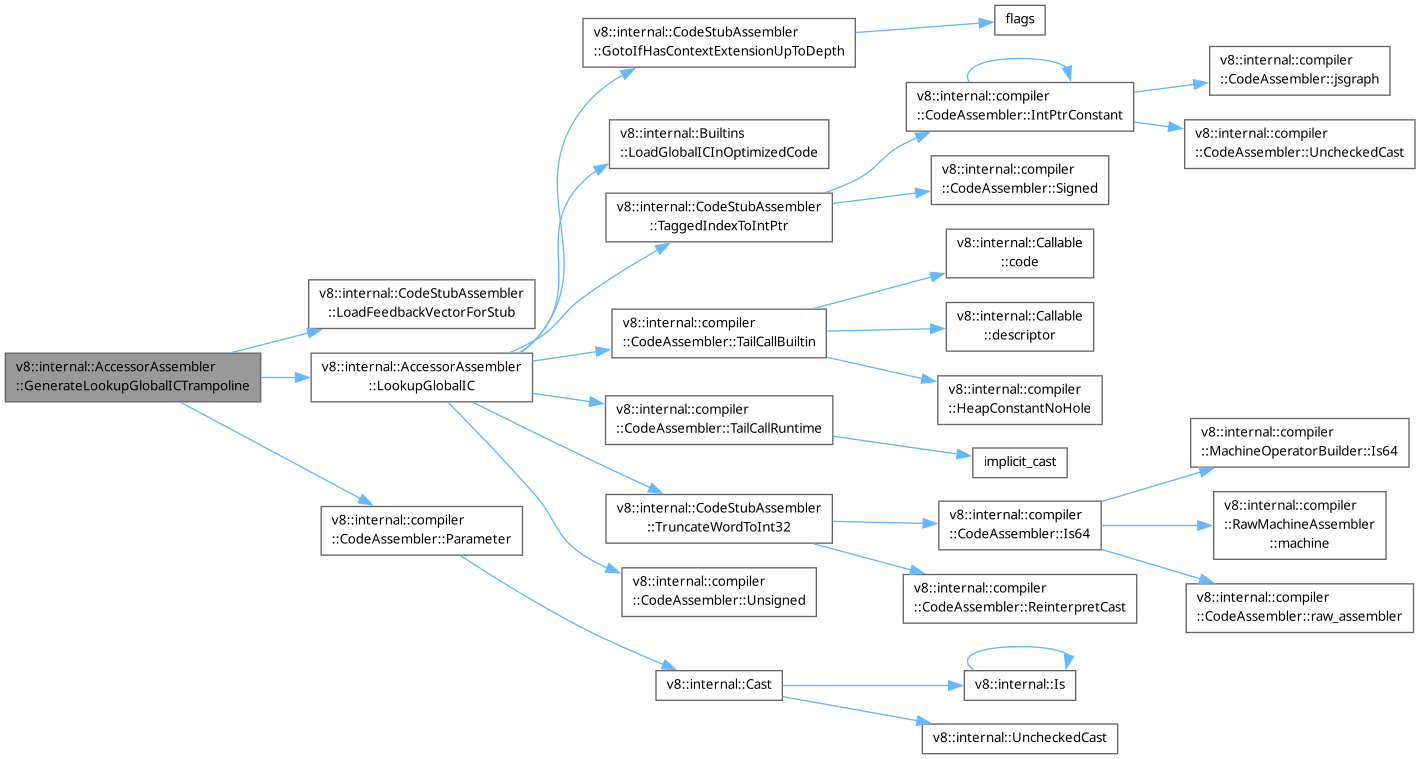 v8::internal::AccessorAssembler
::GenerateLookupGlobalICTrampoline
v8::internal::CodeStubAssembler
::LoadFeedbackVectorForStub
v8::internal::AccessorAssembler
::LookupGlobalIC
v8::internal::compiler
::CodeAssembler::Parameter
v8::internal::CodeStubAssembler
::GotoIfHasContextExtensionUpToDepth
v8::internal::Builtins
::LoadGlobalICInOptimizedCode
v8::internal::CodeStubAssembler
::TaggedIndexToIntPtr
v8::internal::compiler
::CodeAssembler::TailCallBuiltin
v8::internal::compiler
::CodeAssembler::TailCallRuntime
v8::internal::CodeStubAssembler
::TruncateWordToInt32
v8::internal::compiler
::CodeAssembler::Unsigned
v8::internal::Cast
flags
v8::internal::compiler
::CodeAssembler::IntPtrConstant
v8::internal::compiler
::CodeAssembler::Signed
v8::internal::Callable
::code
v8::internal::Callable
::descriptor
v8::internal::compiler
::CodeAssembler
::HeapConstantNoHole
implicit_cast
v8::internal::compiler
::CodeAssembler::Is64
v8::internal::compiler
::CodeAssembler::ReinterpretCast
v8::internal::Is
v8::internal::UncheckedCast
v8::internal::compiler
::CodeAssembler::jsgraph
v8::internal::compiler
::CodeAssembler::UncheckedCast
v8::internal::compiler
::MachineOperatorBuilder::Is64
v8::internal::compiler
::RawMachineAssembler
::machine
v8::internal::compiler
::CodeAssembler::raw_assembler